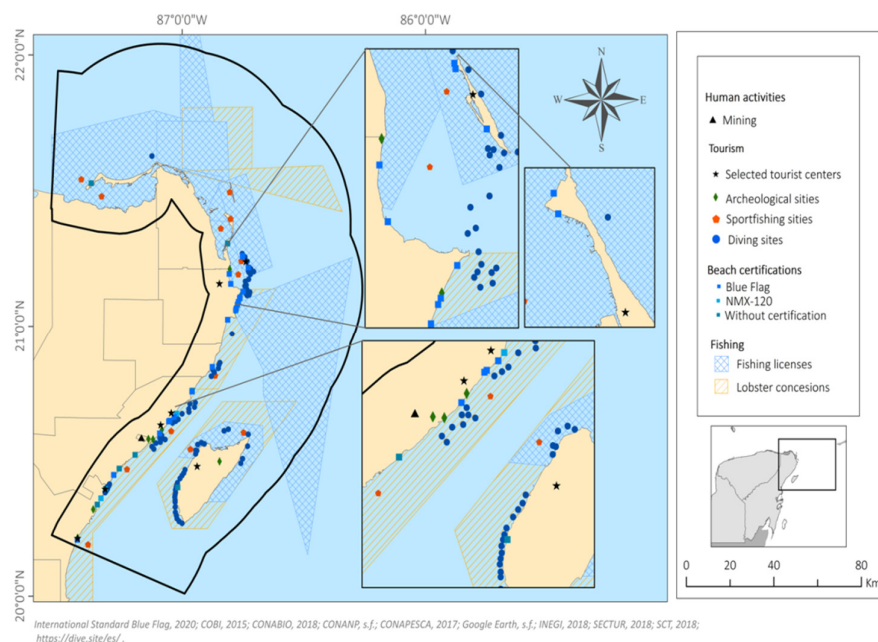 87°0'0"W 86°0'0"W
22°0'0"N
21°0'0"N
20°0'0"N
N
W E
S
Human activities
Mining
Tourism
Selected tourist centers
Archeological sites
Sportfishing sites
Diving sites
Beach certifications
Blue Flag
NMX-120
Without certification
Fishing
Fishing licenses
Lobster concesions
0 20 40 60 80
Km
International Standard Blue Flag, 2020; COBI, 2015; CONABIO, 2018; CONANP, s.f.; CONAPESCA, 2017; Google Earth, s.f.; INEGI, 2018; SECTUR, 2018; SCT, 2018;
https://dive.site/es/ .